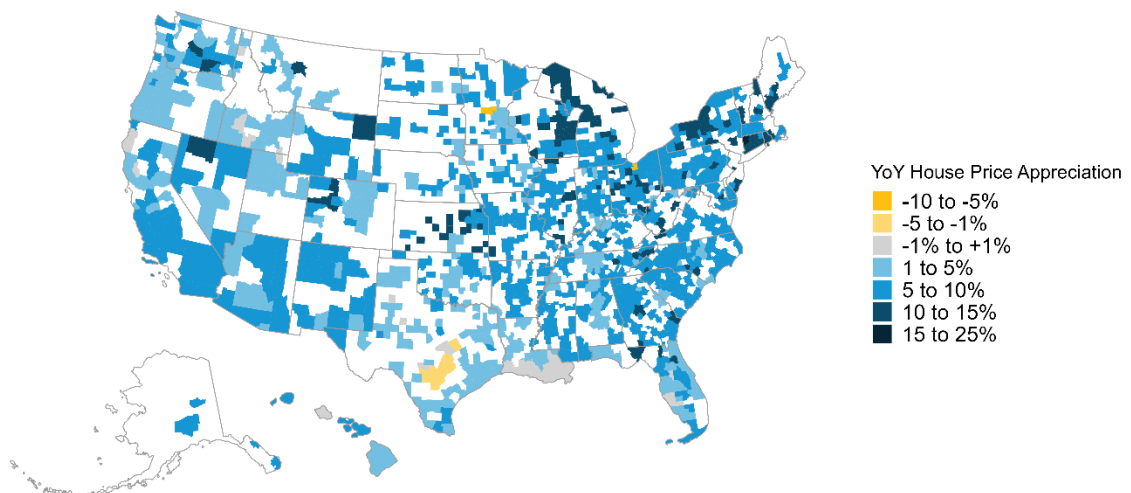 YoY House Price Appreciation
-10 to -5%
-5 to -1%
-1% to +1%
1 to 5%
5 to 10%
10 to 15%
15 to 25%